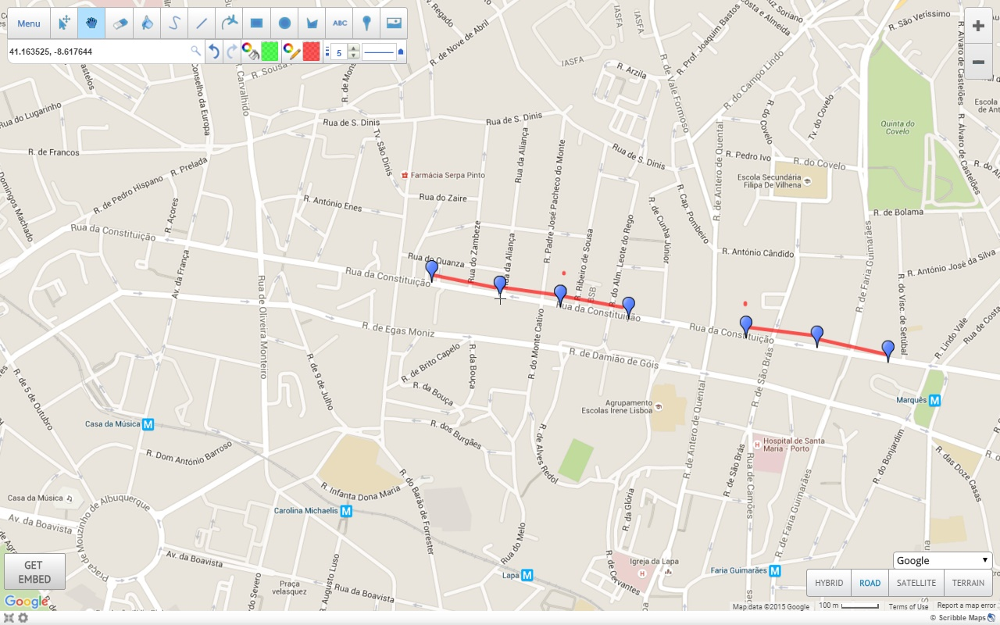 Menu
ABC
41.163525, -8.617644
5
R. de Nove de Abril
IASFA
IASFA
IASFA
R. Arzila
R. Prof. Joaquim Bastos
Costa e Almeida
Cruz Soriano
R. São Veríssimo
R. Álvaro de Castelões
R. Álvaro de Castelões
R. de Vale Formoso
R. do Campo Lindo
R. do Covelo
Tv. do Covelo
Quinta do
Covelo
Carvalhido
R. Sousa
R. de Mon
Conselho da Europa
Rua do Lugarinho
R. de Francos
R. Prelada
R. de Pedro Hispano
R. Açores
Domingos Machado
Rua de S. Dinis
Rua de S. Dinis
Rua de S. Dinis
Tv. São Dinis
Farmácia Serpa Pinto
Rua do Zaire
R. António Enes
Rua da Aliança
Rua da Aliança
R. Padre José Pacheco do Monte
R. Cap. Pombeiro
R. de Cunha Júnior
R. do Alm. Leote do Rego
R. Ribeiro de Sousa
BSB
R. de Antero de Quental
R. Pedro Ivo
R. do Covelo
Escola Secundária
Filipa De Vilhena
R. de Bolama
R. António Cândido
R. António José da Silva
R. de Faria Guimarães
R. do Visc. de Setúbal
R. Lindo Vale
Rua de Costa
Rua da Constituição
Rua da Constituição
Rua da Constituição
Rua da Constituição
Rua do Quanza
Rua do Zambeze
Av. da França
Rua de Oliveira Monteiro
R. de Egas Moniz
R. de Damião de Góis
R. do Monte Cativo
R. de Brito Capelo
R. da Bouça
R. da Bouça
R. dos Burgães
R. de 9 de Julho
R. de 5 de Outubro
Casa da Música M
R. Dom António Barroso
Casa da Música
Av. da Boavista
Praça de Mouzinho de Albuquerque
Av. da Boavista
Praça
velasquez
R. Augusto Luso
Rua da Boavista
R. Infanta Dona Maria
Carolina Michaelis M
R. do Barão de Forrester
Rua do Melo
Lapa M
R. de Alves Redol
Agrupamento
Escolas Irene Lisboa
R. de Antero de Quental
R. de São Brás
R. de São Brás
H Hospital de Santa
Maria - Porto
Rua de Camões
R. de Faria Guimarães
Faria Guimarães M
R. do Bonjardim
Marquês M
R. das Doze Casas
R. da Glória
R. de Cervantes
Igreja da Lapa
H
GET
EMBED
Google
Google
HYBRID
ROAD
SATELLITE
TERRAIN
Map data ©2015 Google
100 m
Terms of Use
Report a map error
© Scribble Maps